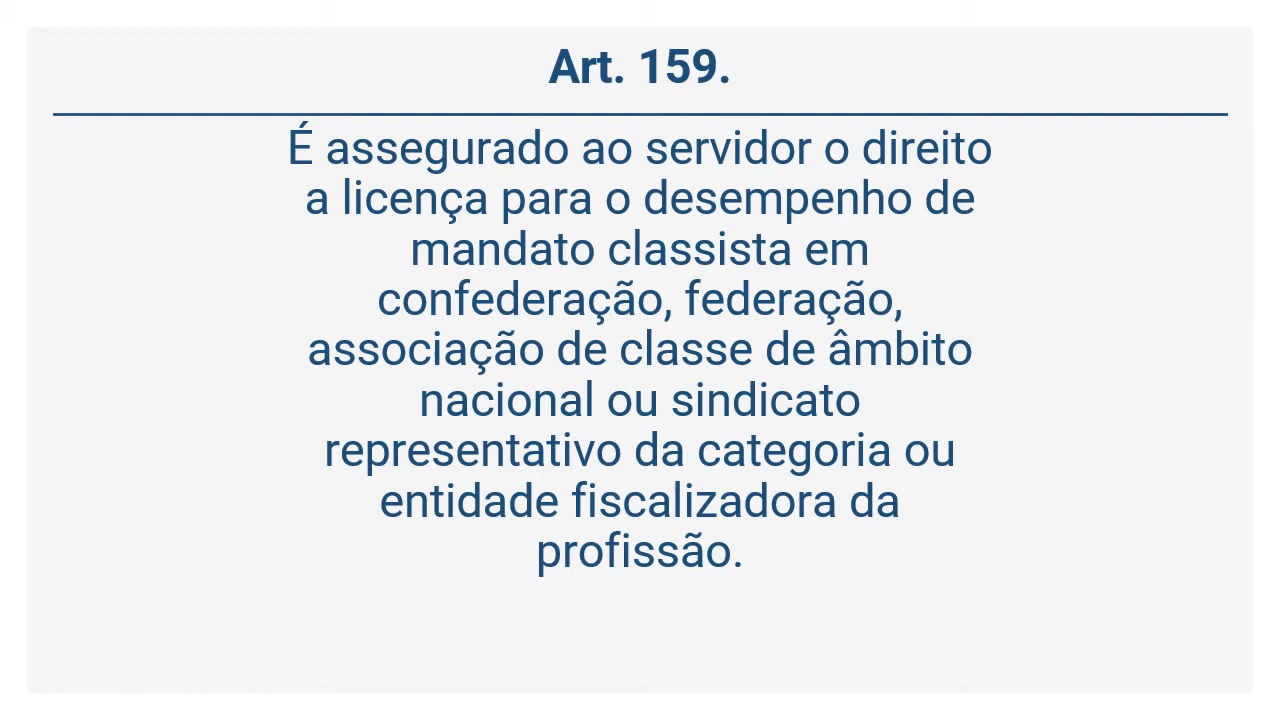 Art. 159.
É assegurado ao servidor o direito
a licença para o desempenho de
mandato classista em
confederação, federação,
associação de classe de âmbito
nacional ou sindicato
representativo da categoria ou
entidade fiscalizadora da
profissão.